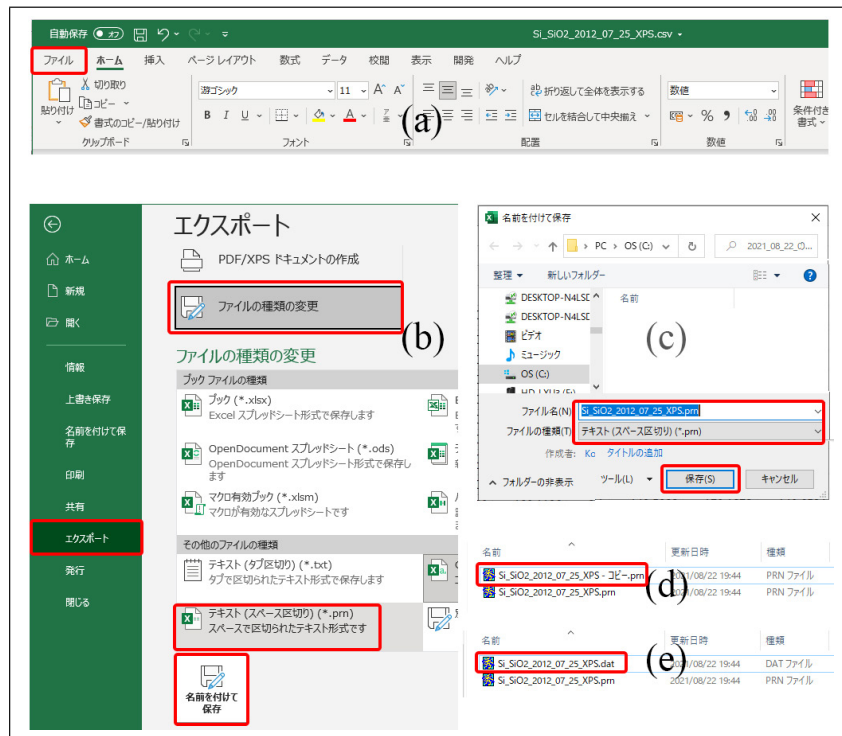 自動保存 オフ Si_SiO2_2012_07_25_XPS.csv
ファイル ホーム 挿入 ページ レイアウト 数式 データ 校閲 表示 開発 ヘルプ
貼り付け 切り取り コピー 書式のコピー/貼り付け
クリップボード
游ゴシック 11 A A
B I U A
フォント
(a)
折り返して全体を表示する
セルを結合して中央揃え
配置
数値
%
数値
条件付き
書式
エクスポート
ホーム
新規
開く
情報
上書き保存
名前を付けて保
存
印刷
共有
エクスポート
発行
閉じる
PDF/XPS ドキュメントの作成
ファイルの種類の変更
(b)
ファイルの種類の変更
ブック ファイルの種類
ブック (*.xlsx)
Excel スプレッドシート形式で保存します
OpenDocument スプレッドシート (*.ods)
OpenDocument スプレッドシート形式で保存し
ます
マクロ有効ブック (*.xlsm)
マクロが有効なスプレッドシートです
その他のファイルの種類
テキスト (タブ区切り) (*.txt)
タブで区切られたテキスト形式で保存します
テキスト (スペース区切り) (*.prn)
スペースで区切られたテキスト形式です
名前を付けて
保存
名前を付けて保存
PC OS (C:) 2021_08_22_
整理 新しいフォルダー
DESKTOP-N4LSE
DESKTOP-N4LSE
ビデオ
ミュージック
OS (C:)
名前
(c)
ファイル名(N): Si_SiO2_2012_07_25_XPS.prn
ファイルの種類(T): テキスト (スペース区切り) (*.prn)
作成者: Ko タイトルの追加
フォルダーの非表示 ツール(L) 保存(S) キャンセル
名前 更新日時 種類
Si_SiO2_2012_07_25_XPS - コピー.prn 2021/08/22 19:44 PRN ファイル
Si_SiO2_2012_07_25_XPS.prn 2021/08/22 19:44 PRN ファイル
(d)
名前 更新日時 種類
Si_SiO2_2012_07_25_XPS.dat 2021/08/22 19:44 DAT ファイル
Si_SiO2_2012_07_25_XPS.prn 2021/08/22 19:44 PRN ファイル
(e)